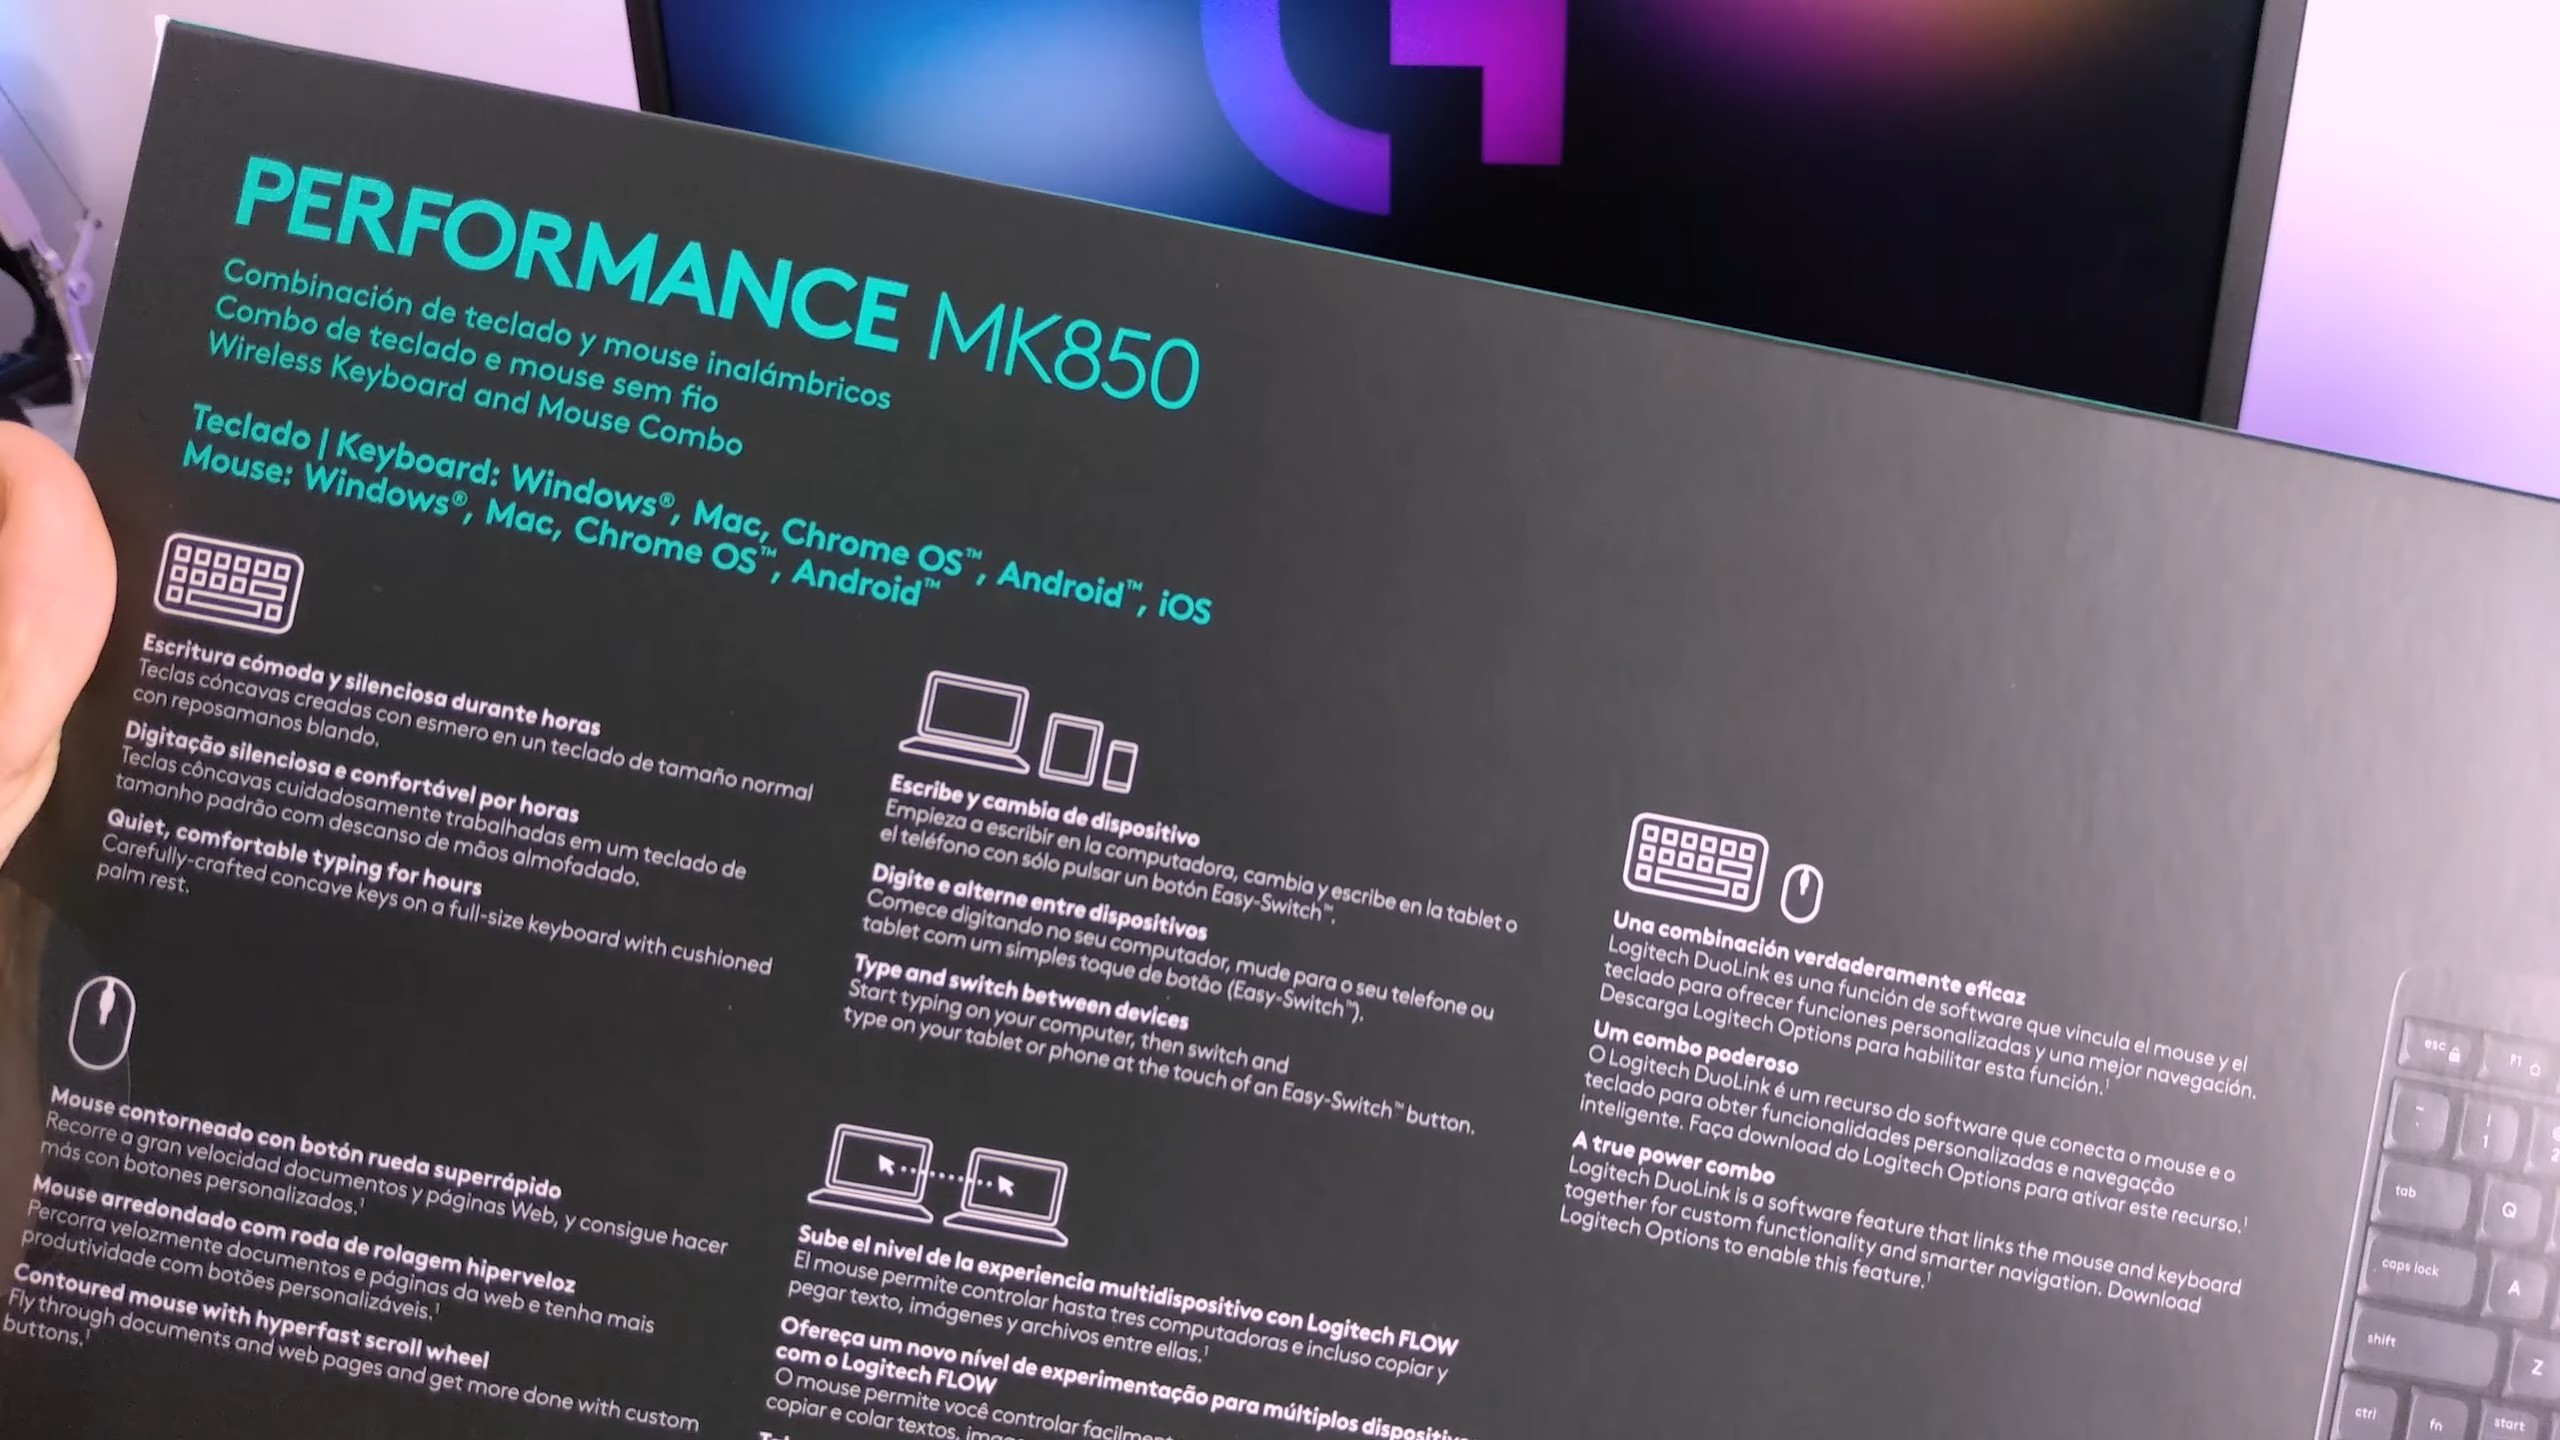 PERFORMANCE MK850
Combinación de teclado y mouse inalámbricos
Combo de teclado e mouse sem fio
Wireless Keyboard and Mouse Combo
Teclado | Keyboard: Windows®, Mac, Chrome OS™, Android™, iOS
Mouse: Windows®, Mac, Chrome OS™, Android™
Escritura cómoda y silenciosa durante horas
Teclas cóncavas creadas con esmero en un teclado de tamaño normal
con reposamanos blando.
Digitação silenciosa e confortável por horas
Teclas côncavas cuidadosamente trabalhadas em um teclado de
tamanho padrão com descanso de mãos almofadado.
Quiet, comfortable typing for hours
Carefully-crafted concave keys on a full-size keyboard with cushioned
palm rest.
Mouse contorneado con botón rueda superrápido
Recorre a gran velocidad documentos y páginas Web, y consigue hacer
más con botones personalizados.¹
Mouse arredondado com roda de rolagem hiperveloz
Percorra velozmente documentos e páginas da web e tenha mais
produtividade com botões personalizáveis.¹
Contoured mouse with hyperfast scroll wheel
Fly through documents and web pages and get more done with custom
buttons.¹
Escribe y cambia de dispositivo
Empieza a escribir en la computadora, cambia y escribe en la tablet o
el teléfono con sólo pulsar un botón Easy-Switch™.
Digite e alterne entre dispositivos
Comece digitando no seu computador, mude para o seu telefone ou
tablet com um simples toque de botão (Easy-Switch™).
Type and switch between devices
Start typing on your computer, then switch and
type on your tablet or phone at the touch of an Easy-Switch™ button.
Sube el nivel de la experiencia multidispositivo con Logitech FLOW
El mouse permite controlar hasta tres computadoras e incluso copiar y
pegar texto, imágenes y archivos entre ellas.¹
Ofereça um novo nível de experimentação para múltiplos dispositiv
com o Logitech FLOW
O mouse permite você controlar facilmen
copiar e colar textos, imag
Una combinación verdaderamente eficaz
Logitech DuoLink es una función de software que vincula el mouse y el
teclado para ofrecer funciones personalizadas y una mejor navegación.
Descarga Logitech Options para habilitar esta función.¹
Um combo poderoso
O Logitech DuoLink é um recurso do software que conecta o mouse e o
teclado para obter funcionalidades personalizadas e navegação
inteligente. Faça download do Logitech Options para ativar este recurso.¹
A true power combo
Logitech DuoLink is a software feature that links the mouse and keyboard
together for custom functionality and smarter navigation. Download
Logitech Options to enable this feature.¹
esc F1
~ ! 1
tab Q
caps lock A
shift Z
ctrl fn start